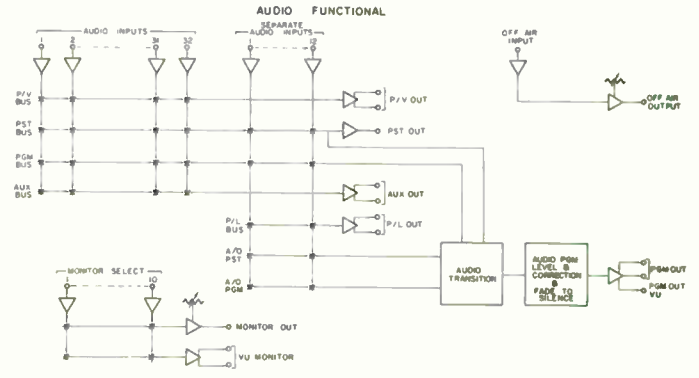 AUDIO FUNCTIONAL
AUDIO INPUTS
1 2 31 32
SEPARATE
AUDIO INPUTS
1 12
OFF AIR
INPUT
P/V
BUS
P/V OUT
OFF AIR
OUTPUT
PST
BUS
PST OUT
PGM
BUS
AUX
BUS
AUX OUT
P/L
BUS
P/L OUT
A/O
PST
A/O
PGM
AUDIO
TRANSITION
AUDIO PGM
LEVEL &
CORRECTION
&
FADE TO
SILENCE
PGM OUT
PGM OUT
VU
MONITOR SELECT
1 10
MONITOR OUT
VU MONITOR